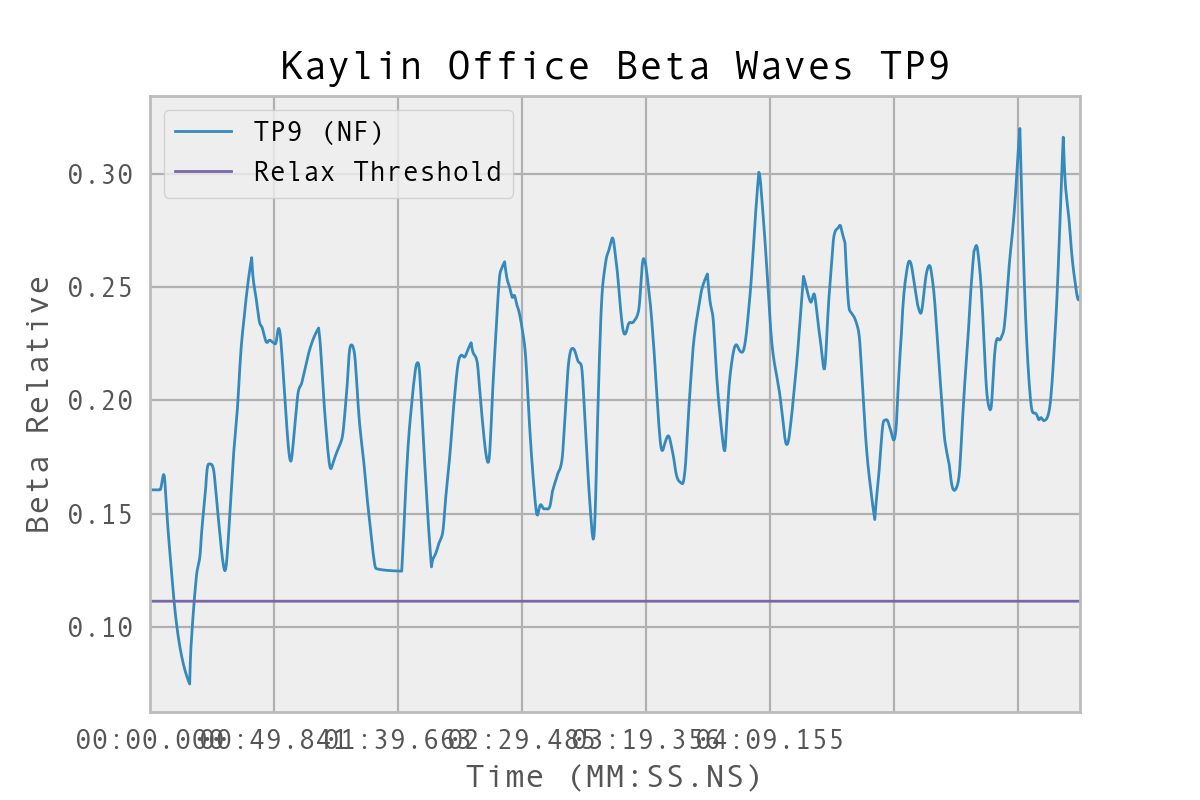 Kaylin Office Beta Waves TP9
TP9 (NF)
Relax Threshold
Beta Relative
0.30
0.25
0.20
0.15
0.10
04:09.155
Time (MM:SS.NS)